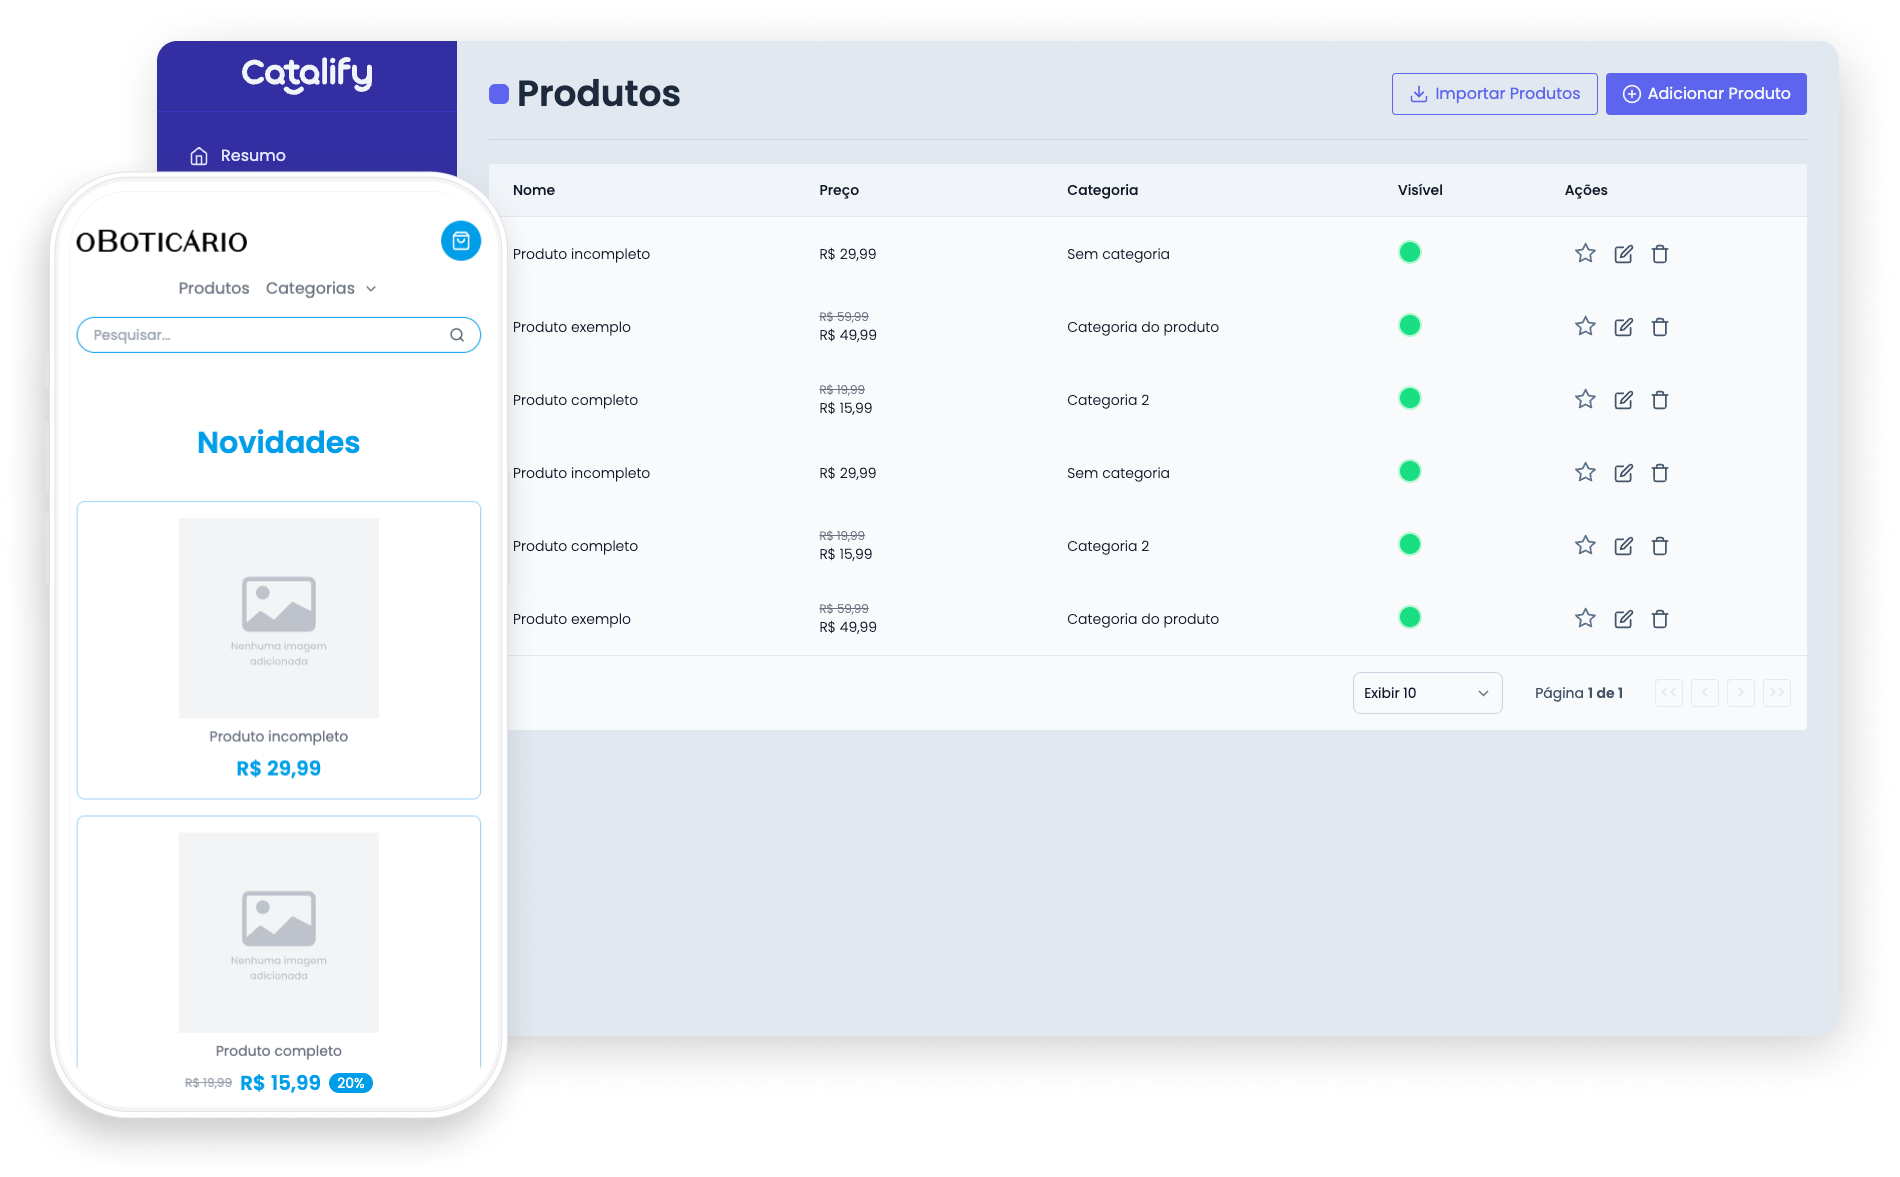 Catalify
Resumo
Produtos
Importar Produtos
Adicionar Produto
Nome Preço Categoria Visível Ações
Produto incompleto R$ 29,99 Sem categoria
R$ 59,99
Produto exemplo R$ 49,99 Categoria do produto
R$ 19,99
Produto completo R$ 15,99 Categoria 2
Produto incompleto R$ 29,99 Sem categoria
R$ 19,99
Produto completo R$ 15,99 Categoria 2
R$ 59,99
Produto exemplo R$ 49,99 Categoria do produto
Exibir 10 Página 1 de 1 << < > >>
oBOTICÁRIO
Produtos Categorias
Pesquisar...
Novidades
Nenhuma imagem
adicionada
Produto incompleto
R$ 29,99
Nenhuma imagem
adicionada
Produto completo
R$ 19,99 R$ 15,99 20%